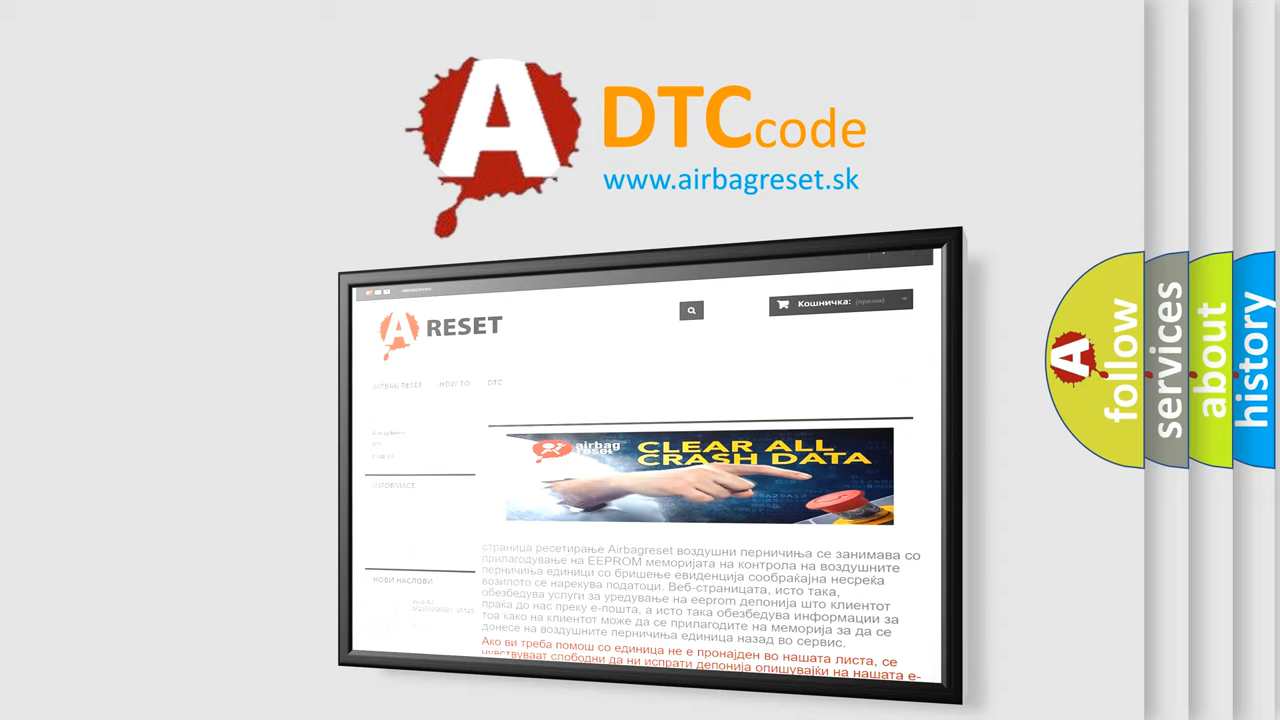 A
DTC code
www.airbagreset.sk
A RESET
Кошничка: (празни)
AIRBAG RESET HOW TO DTC
INFORMACE
НОВИ НАСЛОВИ
airbag
reset
CLEAR ALL
CRASH DATA
страница ресетирање Airbagreset воздушни перничиња се занимава со
прилагодување на EEPROM меморијата на контрола на воздушните
перничиња единици со бришење евиденција сообраќајна несреќа
возилото се нарекува податоци. Веб-страницата, исто така,
обезбедува услуги за уредување на eeprom депонија што клиентот
праќа до нас преку е-пошта, а исто така обезбедува информации за
тоа како на клиентот може да се прилагодите на меморија за да се
донесе на воздушните перничиња единица назад во сервис.
Ако ви треба помош со единица не е пронајден во нашата листа, се
чувствуваат слободни да ни испрати депонија опишувајќи на нашата е-
A
follow
services
about
history